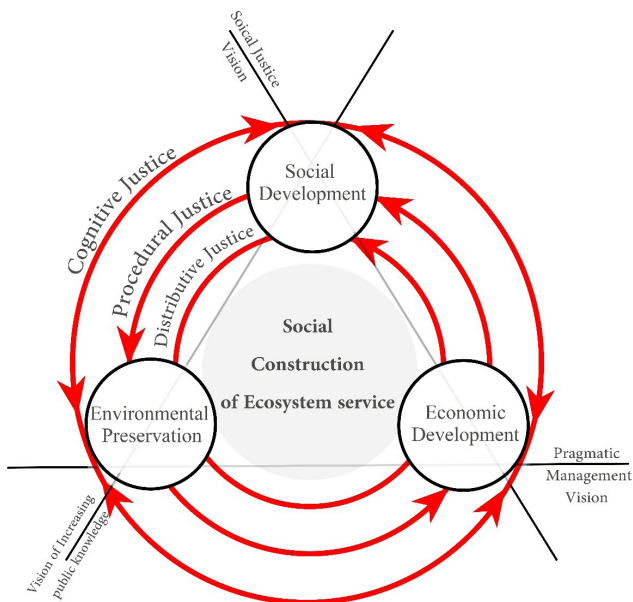 Soical Justice
Vision
Social
Development
Cognitive Justice
Procedural Justice
Distributive Justice
Social
Construction
of Ecosystem service
Environmental
Preservation
Economic
Development
Pragmatic
Management
Vision
Vision of Increasing
public knowledge